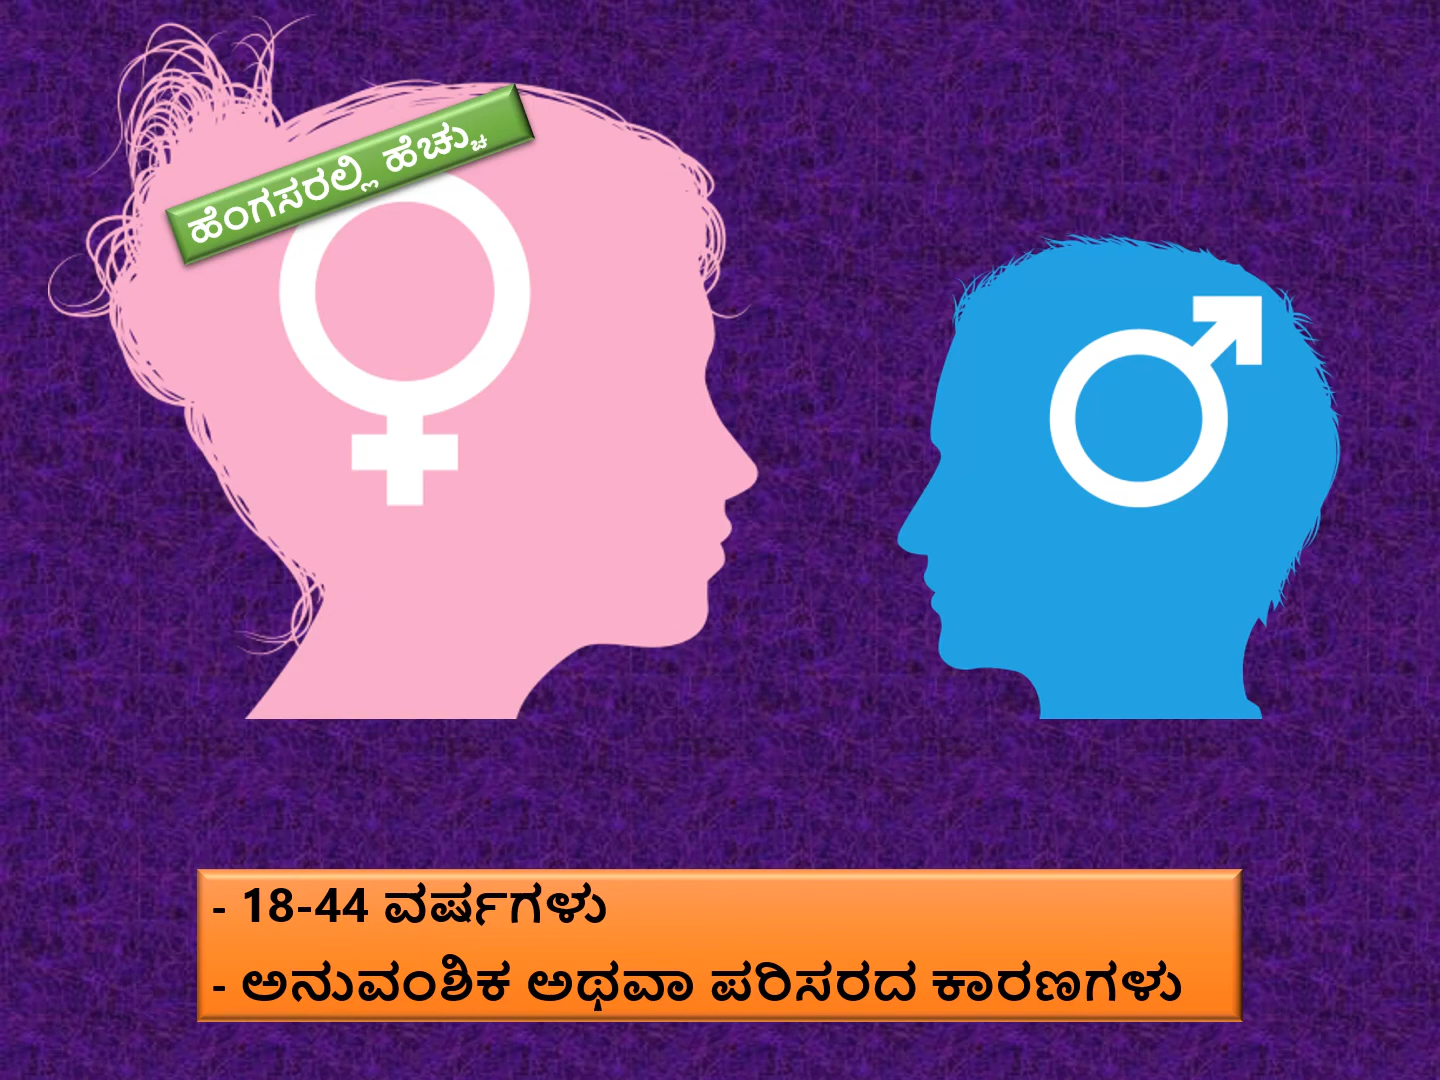 ಹೆಂಗಸರಲ್ಲಿ ಹೆಚ್ಚು
- 18-44 ವರ್ಷಗಳು
- ಅನುವಂಶಿಕ ಅಥವಾ ಪರಿಸರದ ಕಾರಣಗಳು